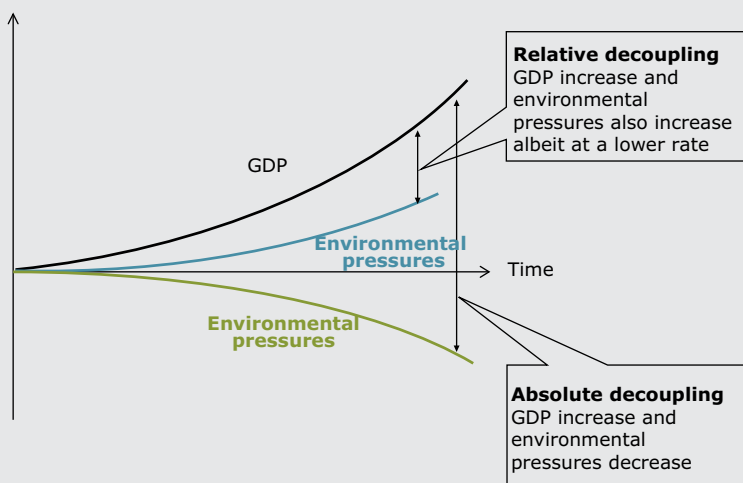 Relative decoupling
GDP increase and
environmental
pressures also increase
albeit at a lower rate
GDP
Environmental
pressures
Time
Environmental
pressures
Absolute decoupling
GDP increase and
environmental
pressures decrease